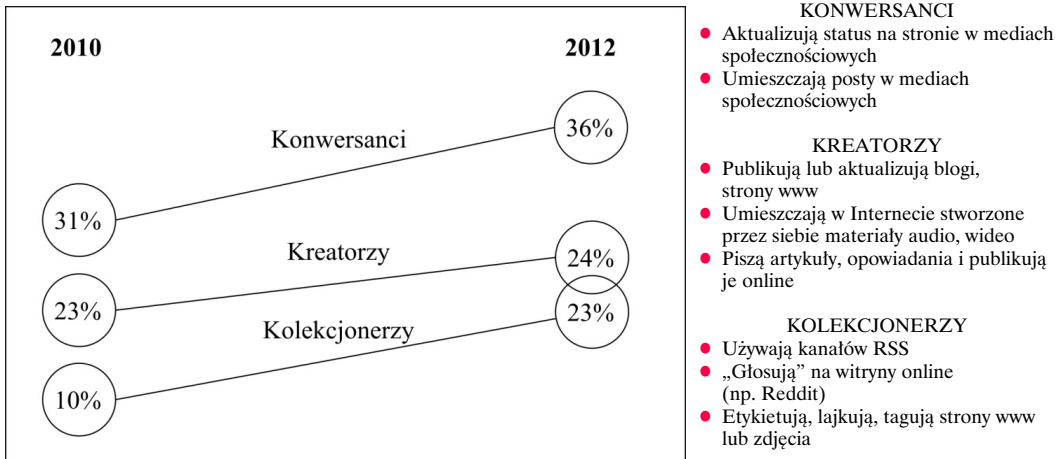 2010
2012
Konwersanci
36%
31%
Kreatorzy
24%
23%
Kolekcjonerzy
23%
10%
KONWERSANCI
• Aktualizują status na stronie w mediach
społecznościowych
• Umieszczają posty w mediach
społecznościowych
KREATORZY
• Publikują lub aktualizują blogi,
strony www
• Umieszczają w Internecie stworzone
przez siebie materiały audio, wideo
• Piszą artykuły, opowiadania i publikują
je online
KOLEKCJONERZY
• Używają kanałów RSS
• „Głosują” na witryny online
(np. Reddit)
• Etykietują, lajkują, tagują strony www
lub zdjęcia